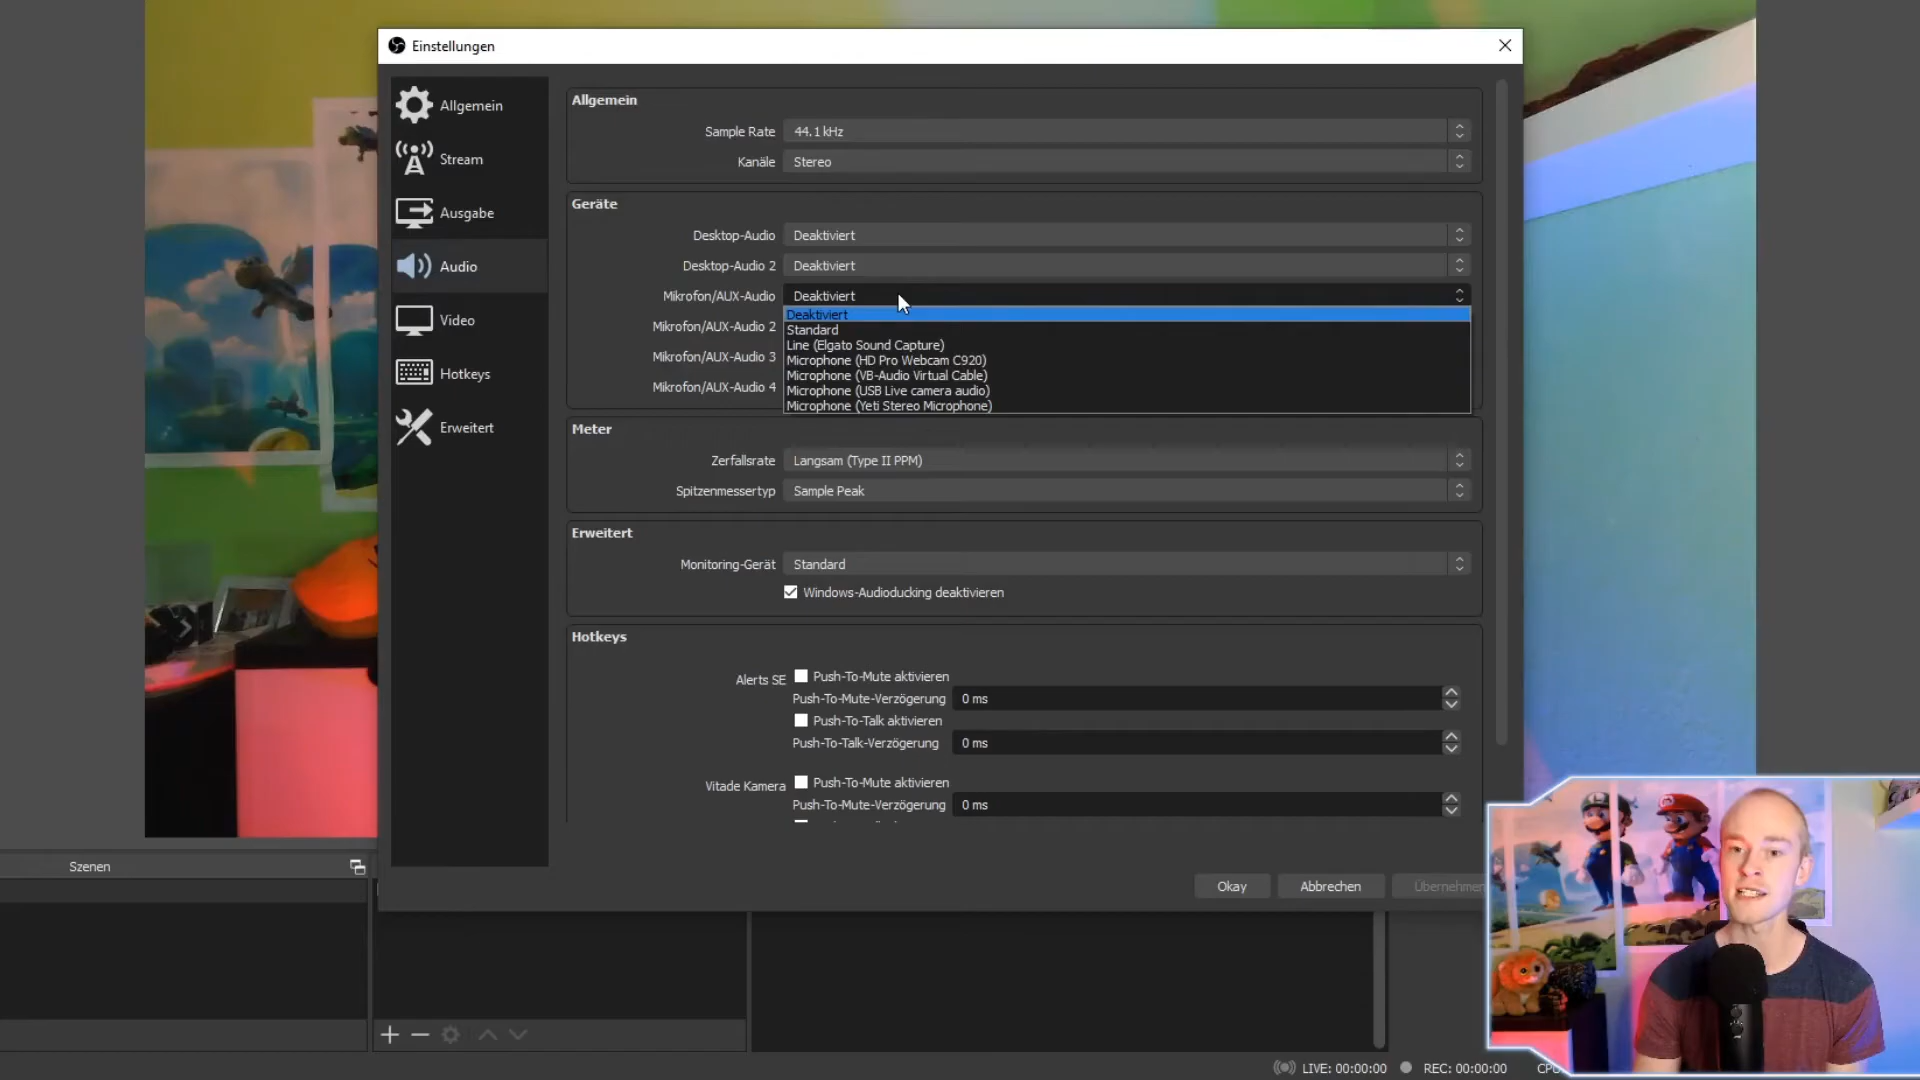 Einstellungen
Allgemein
Stream
Ausgabe
Audio
Video
Hotkeys
Erweitert
Allgemein
Sample Rate 44.1 kHz
Kanäle Stereo
Geräte
Desktop-Audio Deaktiviert
Desktop-Audio 2 Deaktiviert
Mikrofon/AUX-Audio Deaktiviert
Mikrofon/AUX-Audio 2
Mikrofon/AUX-Audio 3
Mikrofon/AUX-Audio 4
Deaktiviert
Standard
Line (Elgato Sound Capture)
Microphone (HD Pro Webcam C920)
Microphone (VB-Audio Virtual Cable)
Microphone (USB Live camera audio)
Microphone (Yeti Stereo Microphone)
Meter
Zerfallsrate Langsam (Type II PPM)
Spitzenmessertyp Sample Peak
Erweitert
Monitoring-Gerät Standard
Windows-Audioducking deaktivieren
Hotkeys
Alerts SE Push-To-Mute aktivieren
Push-To-Mute-Verzögerung 0 ms
Push-To-Talk aktivieren
Push-To-Talk-Verzögerung 0 ms
Vitade Kamera Push-To-Mute aktivieren
Push-To-Mute-Verzögerung 0 ms
Okay Abbrechen Übernehmen
Szenen
LIVE: 00:00:00 REC: 00:00:00 CPU